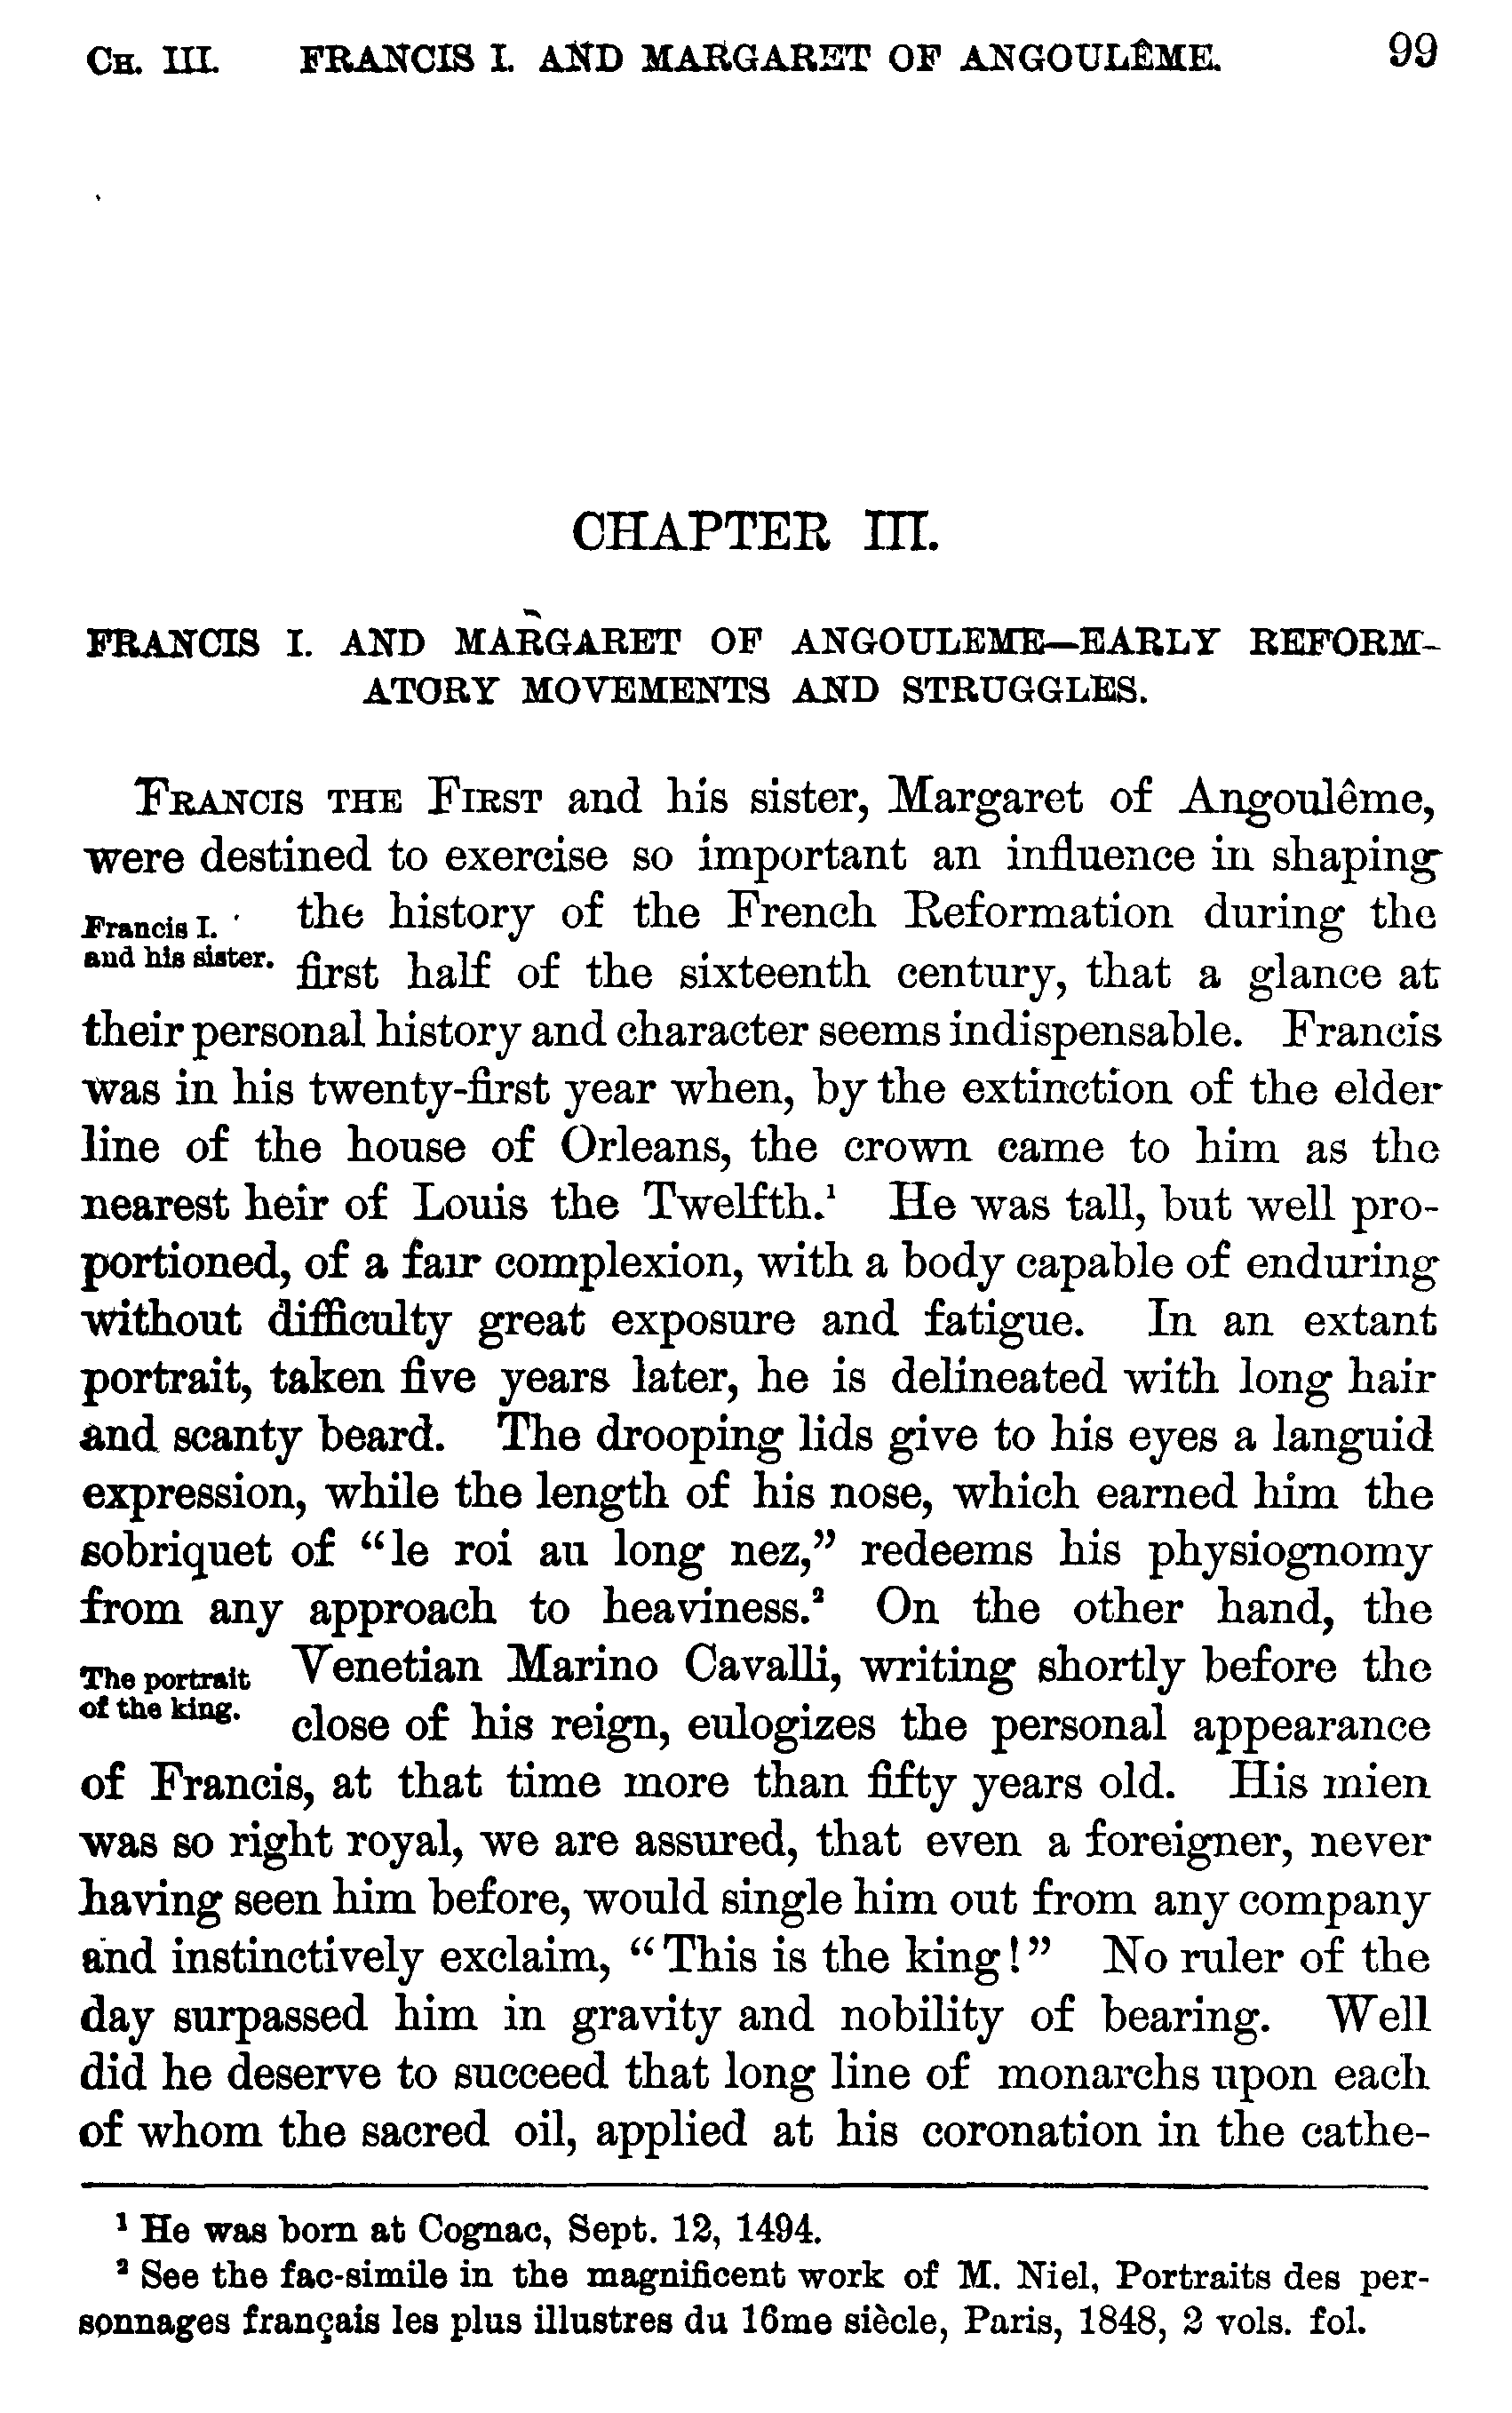 CH. III. FRANCIS I. AND MARGARET OF ANGOULÊME. 99
CHAPTER III.
FRANCIS I. AND MARGARET OF ANGOULEME—EARLY REFORM-
ATORY MOVEMENTS AND STRUGGLES.
FRANCIS THE FIRST and his sister, Margaret of Angoulême,
were destined to exercise so important an influence in shaping
Francis I.
and his sister.
the history of the French Reformation during the
first half of the sixteenth century, that a glance at
their personal history and character seems indispensable. Francis
was in his twenty-first year when, by the extinction of the elder
line of the house of Orleans, the crown came to him as the
nearest heir of Louis the Twelfth.¹ He was tall, but well pro-
portioned, of a fair complexion, with a body capable of enduring
without difficulty great exposure and fatigue. In an extant
portrait, taken five years later, he is delineated with long hair
and scanty beard. The drooping lids give to his eyes a languid
expression, while the length of his nose, which earned him the
sobriquet of "le roi au long nez," redeems his physiognomy
from any approach to heaviness.² On the other hand, the
The portrait
of the king.
Venetian Marino Cavalli, writing shortly before the
close of his reign, eulogizes the personal appearance
of Francis, at that time more than fifty years old. His mien
was so right royal, we are assured, that even a foreigner, never
having seen him before, would single him out from any company
and instinctively exclaim, "This is the king!" No ruler of the
day surpassed him in gravity and nobility of bearing. Well
did he deserve to succeed that long line of monarchs upon each
of whom the sacred oil, applied at his coronation in the cathe-
¹ He was born at Cognac, Sept. 12, 1494.
² See the fac-simile in the magnificent work of M. Niel, Portraits des per-
sonnages français les plus illustres du 16me siècle, Paris, 1848, 2 vols. fol.